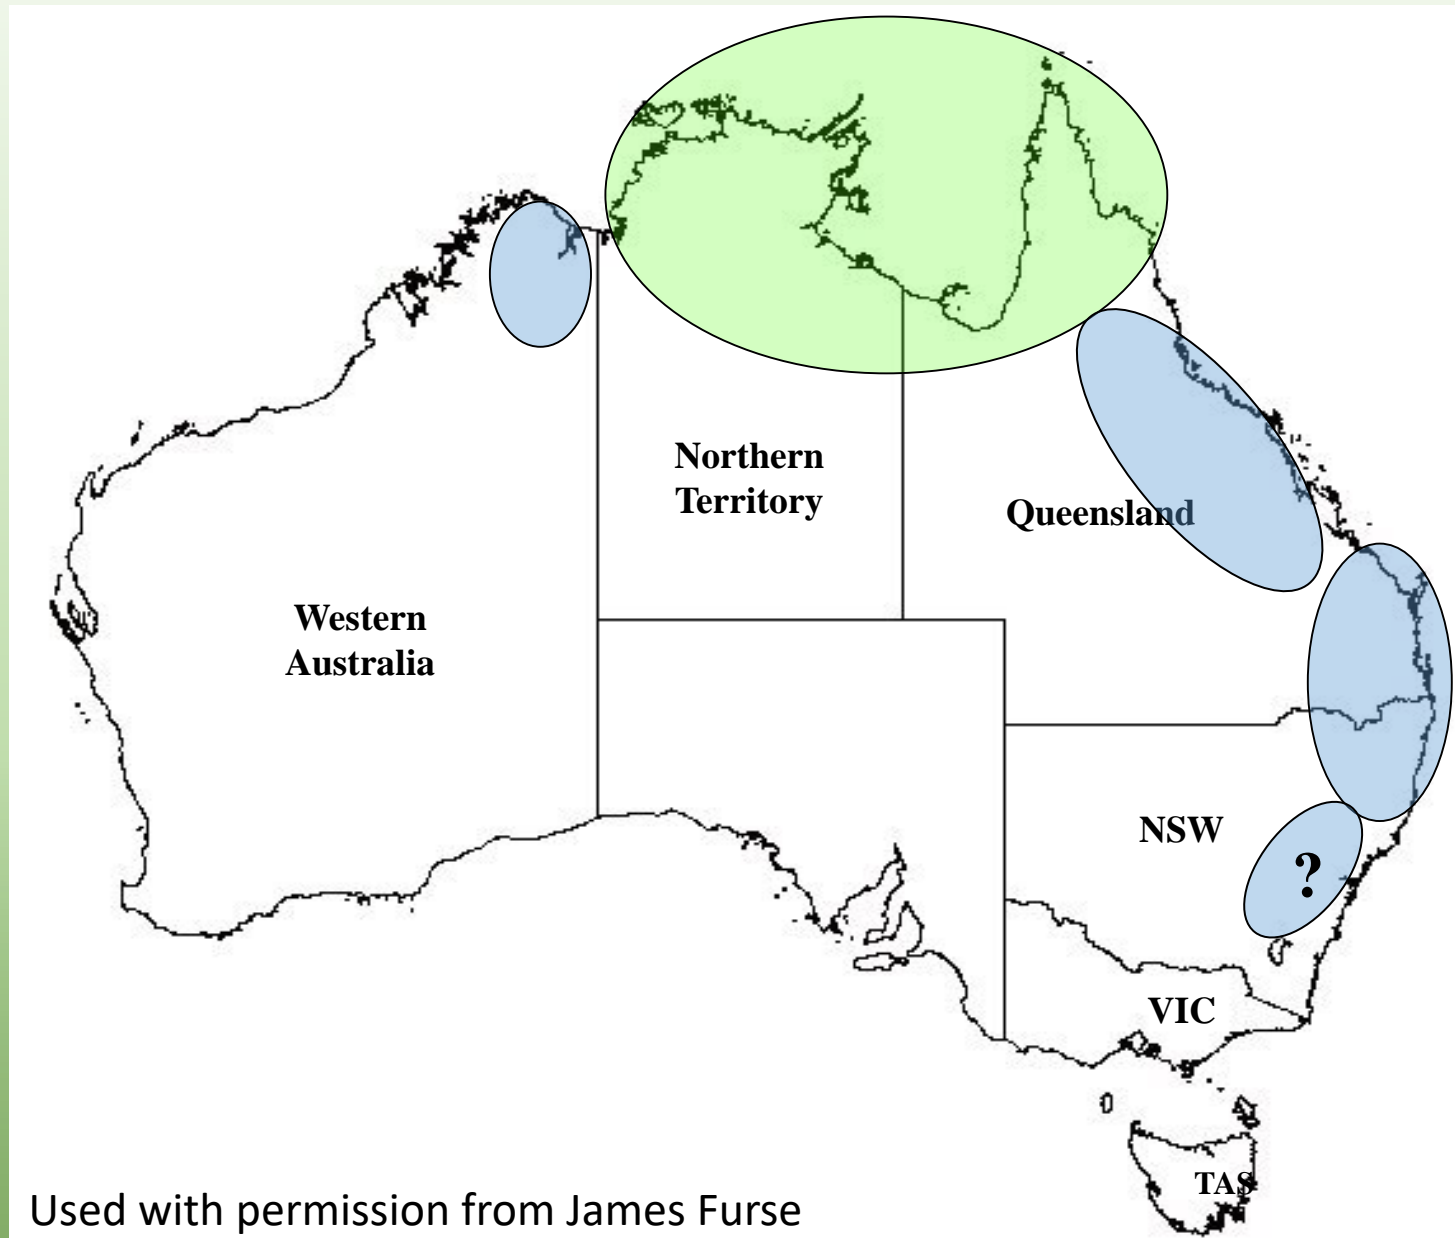 Northern
Territory
Queensland
Western
Australia
NSW
?
VIC
TAS
Used with permission from James Furse